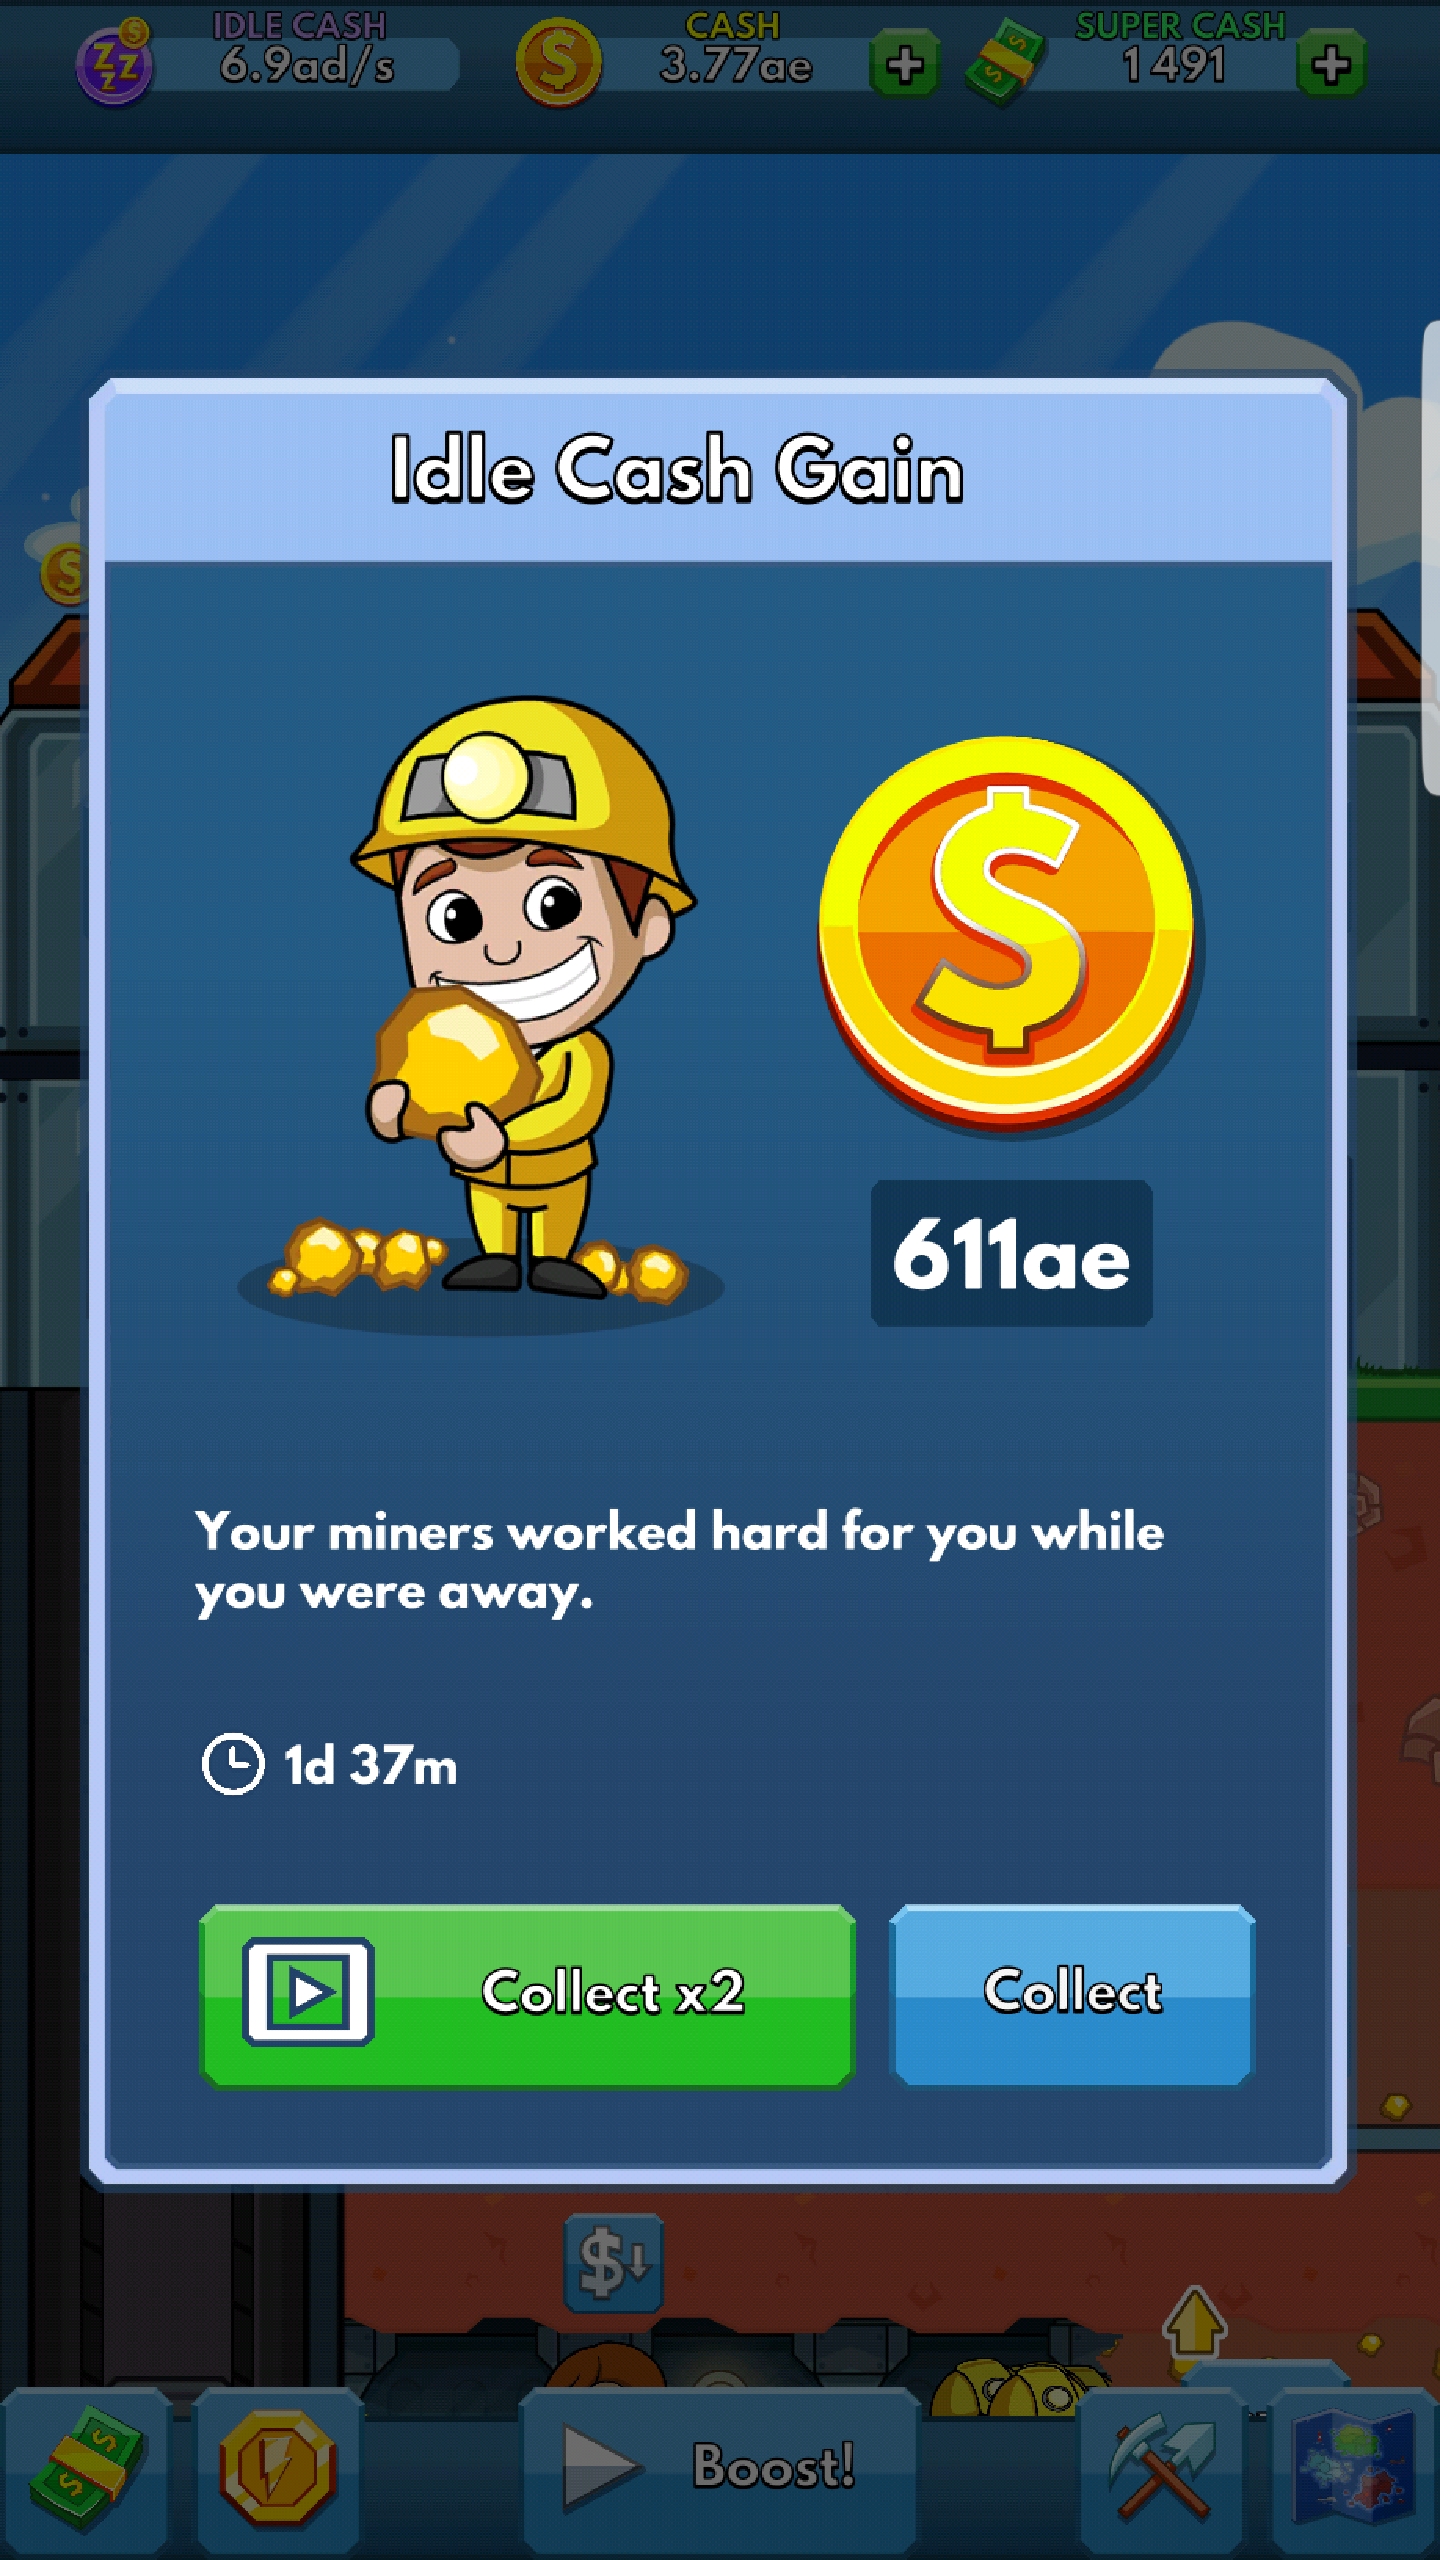 IDLE CASH
6.9ad/s
CASH
3.77ae
SUPER CASH
1 491
Idle Cash Gain
611ae
Your miners worked hard for you while
you were away.
1d 37m
Collect x2
Collect
Boost!